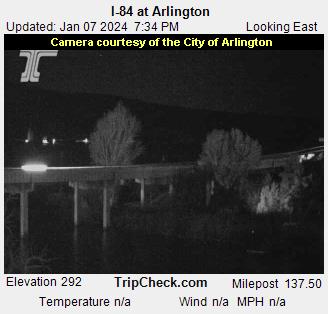 I-84 at Arlington
Updated: Jan 07 2024 7:34 PM Looking East
Camera courtesy of the City of Arlington
Elevation 292 TripCheck.com Milepost 137.50
Temperature n/a Wind n/a MPH n/a